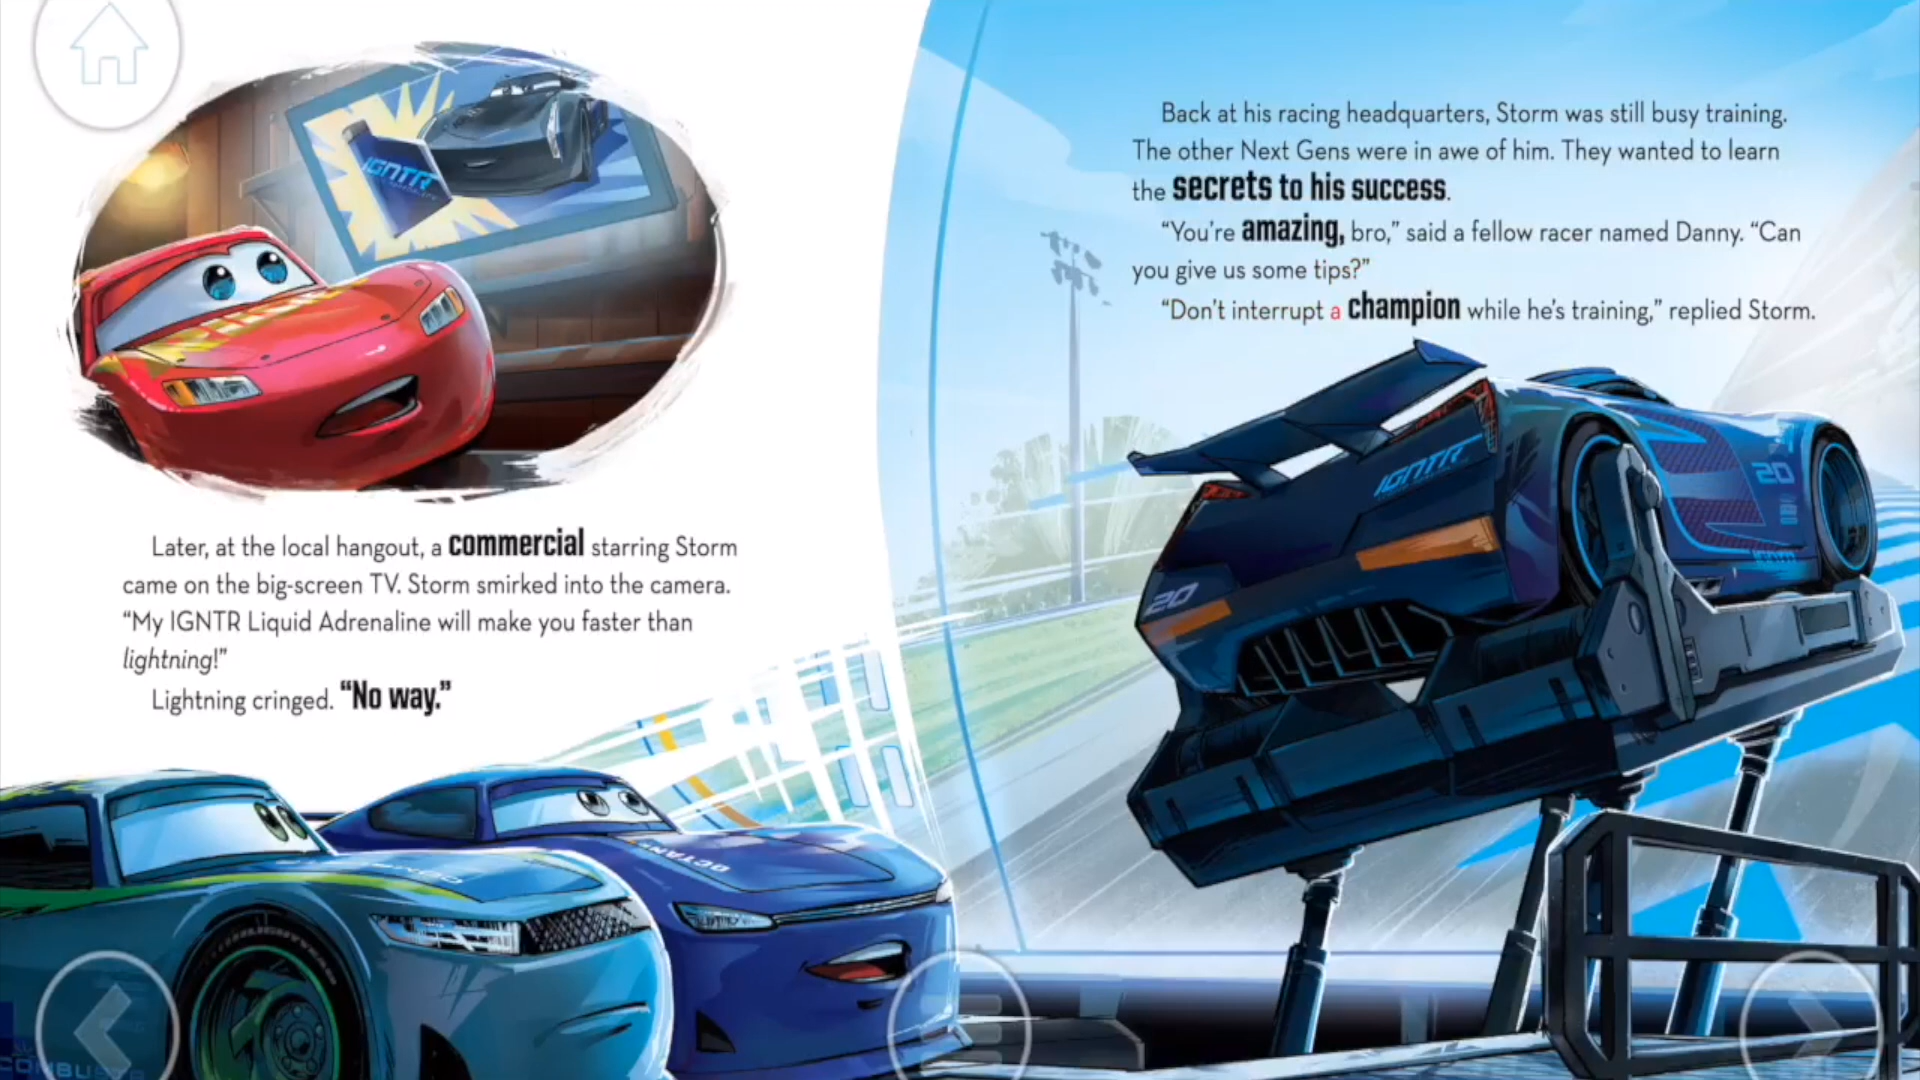 IGNTR
Later, at the local hangout, a commercial starring Storm
came on the big-screen TV. Storm smirked into the camera.
“My IGNTR Liquid Adrenaline will make you faster than
lightning!”
Lightning cringed. “No way.”
OCTANE
Back at his racing headquarters, Storm was still busy training.
The other Next Gens were in awe of him. They wanted to learn
the secrets to his success.
“You’re amazing, bro,” said a fellow racer named Danny. “Can
you give us some tips?”
“Don’t interrupt a champion while he’s training,” replied Storm.
IGNTR
20
20
IGNTR